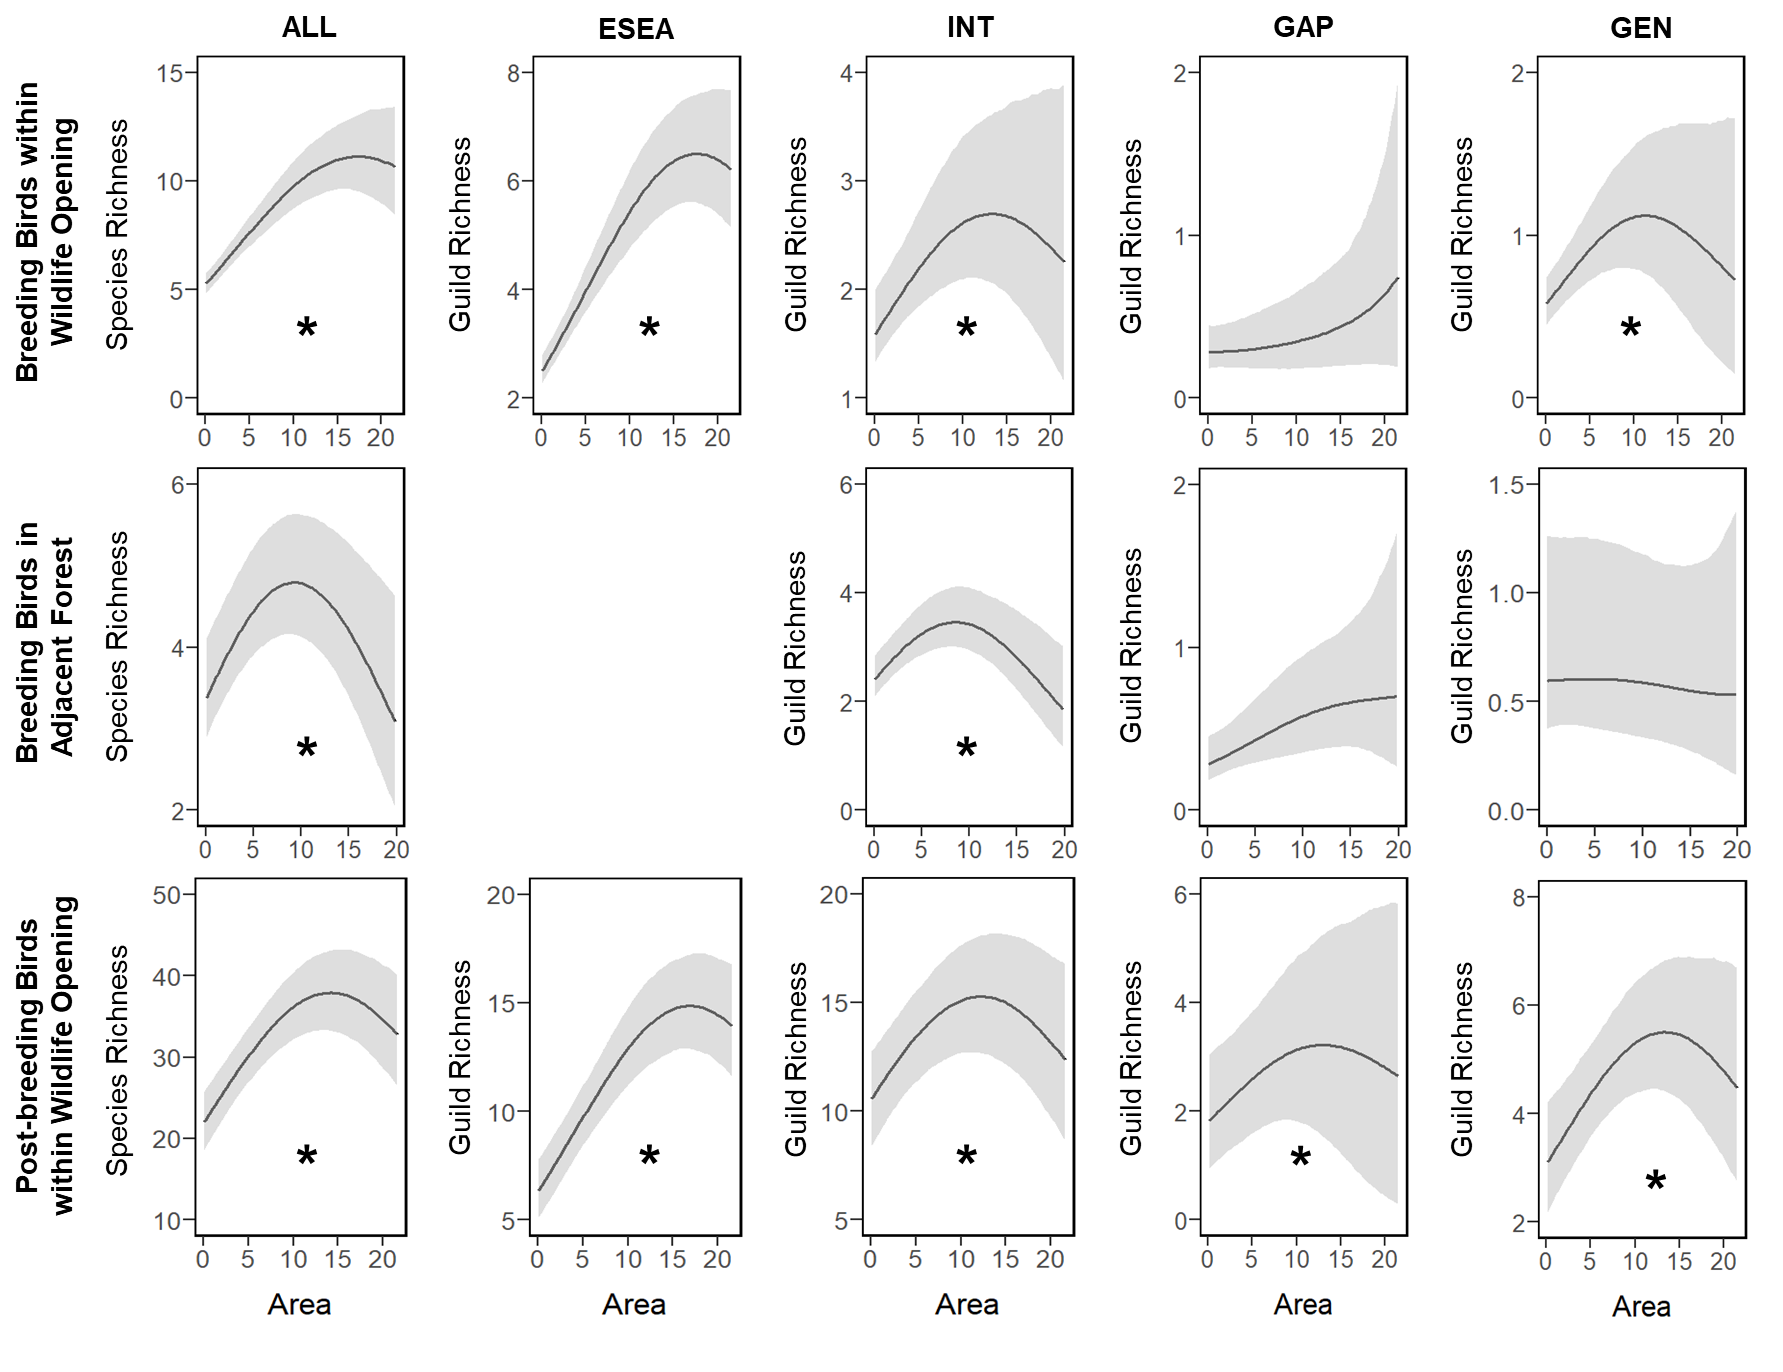 ALL ESEA INT GAP GEN
Breeding Birds within
Wildlife Opening
Species Richness
15
10
5
0
0 5 10 15 20
*
Guild Richness
8
6
4
2
0 5 10 15 20
*
Guild Richness
4
3
2
1
0 5 10 15 20
*
Guild Richness
2
1
0
0 5 10 15 20
Guild Richness
2
1
0
0 5 10 15 20
*
Breeding Birds in
Adjacent Forest
Species Richness
6
4
2
0 5 10 15 20
*
Guild Richness
6
4
2
0
0 5 10 15 20
*
Guild Richness
2
1
0
0 5 10 15 20
Guild Richness
1.5
1.0
0.5
0.0
0 5 10 15 20
Post-breeding Birds
within Wildlife Opening
Species Richness
50
40
30
20
10
0 5 10 15 20
*
Area
Guild Richness
20
15
10
5
0 5 10 15 20
*
Area
Guild Richness
20
15
10
5
0 5 10 15 20
*
Area
Guild Richness
6
4
2
0
0 5 10 15 20
*
Area
Guild Richness
8
6
4
2
0 5 10 15 20
*
Area